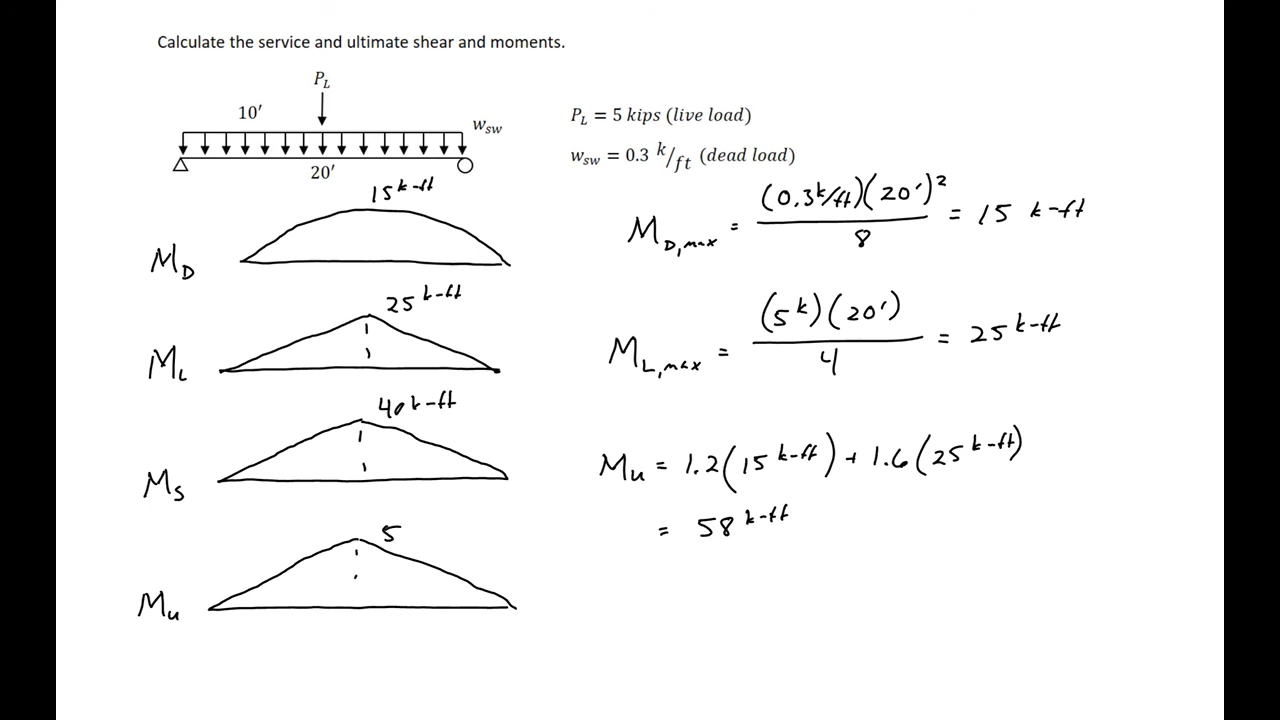 Calculate the service and ultimate shear and moments.
P_L
10′
w_sw
20′
P_L = 5 kips (live load)
w_sw = 0.3 k/ft (dead load)
15 k-ft
M_D
M_D,max = (0.3 k/ft)(20′)² / 8 = 15 k-ft
25 k-ft
M_L
M_L,max = (5 k)(20′) / 4 = 25 k-ft
40 k-ft
M_S
M_u = 1.2(15 k-ft) + 1.6(25 k-ft)
= 58 k-ft
5
M_u